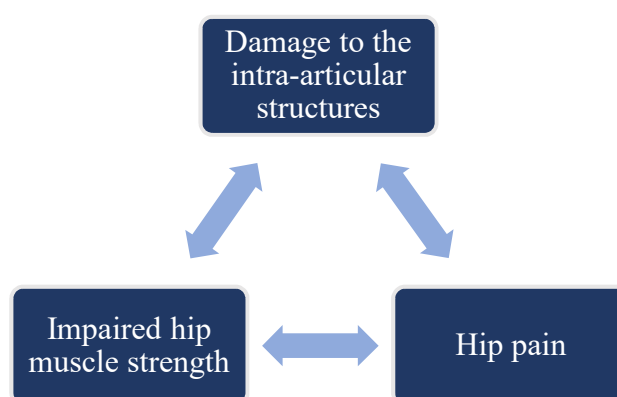 Damage to the
intra-articular
structures
Impaired hip
muscle strength
Hip pain